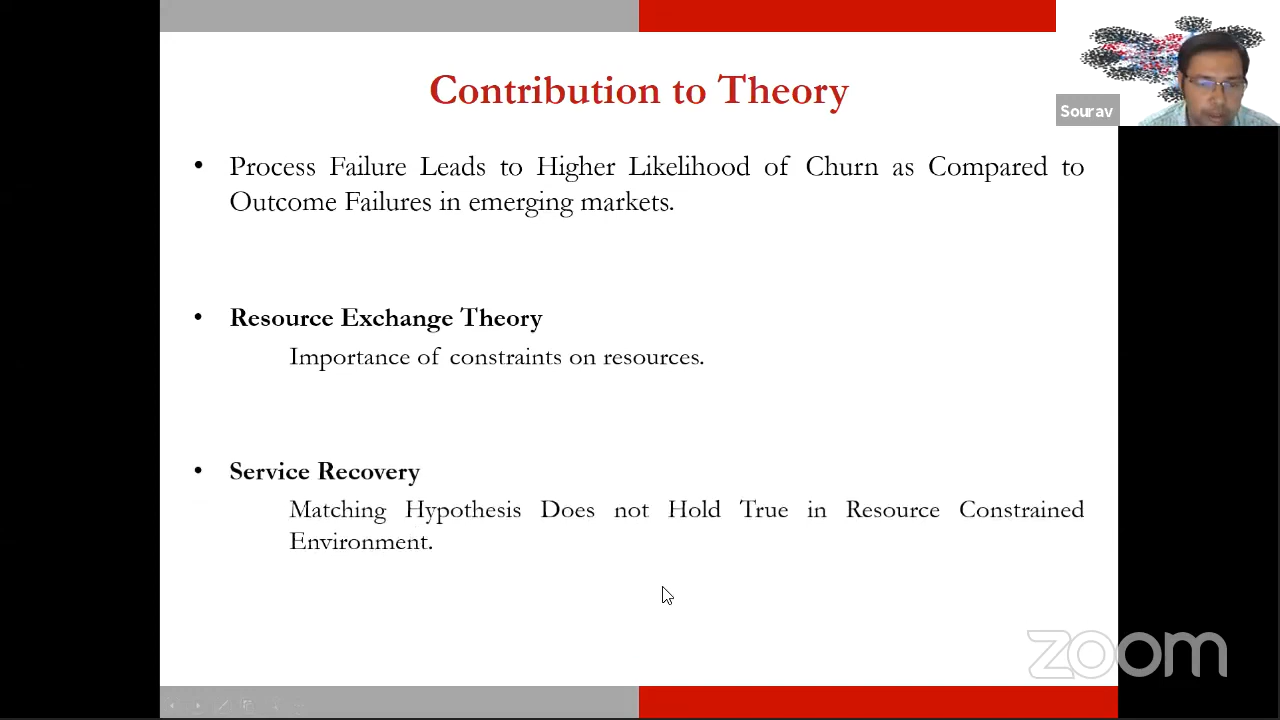 Contribution to Theory
Sourav
• Process Failure Leads to Higher Likelihood of Churn as Compared to
Outcome Failures in emerging markets.
• Resource Exchange Theory
Importance of constraints on resources.
• Service Recovery
Matching Hypothesis Does not Hold True in Resource Constrained
Environment.
zoom